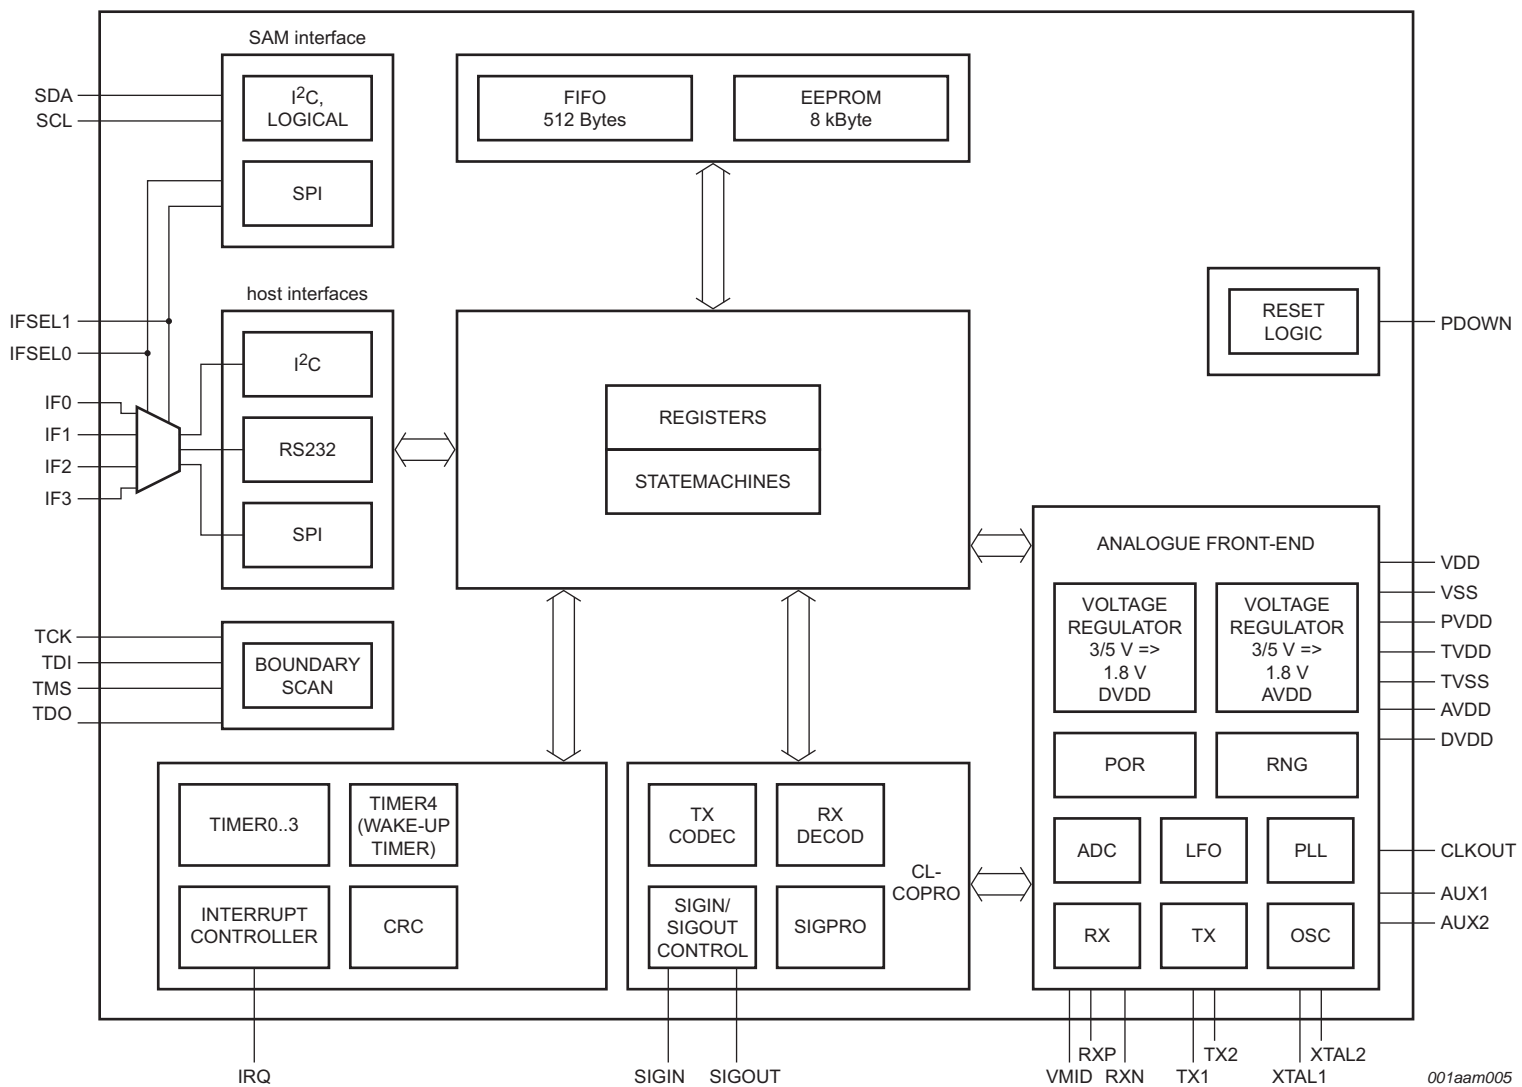 SAM interface
SDA
SCL
I²C,
LOGICAL
SPI
FIFO
512 Bytes
EEPROM
8 kByte
host interfaces
IFSEL1
IFSEL0
IF0
IF1
IF2
IF3
I²C
RS232
SPI
REGISTERS
STATEMACHINES
RESET
LOGIC
PDOWN
TCK
TDI
TMS
TDO
BOUNDARY
SCAN
ANALOGUE FRONT-END
VOLTAGE
REGULATOR
3/5 V =>
1.8 V
DVDD
VOLTAGE
REGULATOR
3/5 V =>
1.8 V
AVDD
POR
RNG
ADC
LFO
PLL
RX
TX
OSC
VDD
VSS
PVDD
TVDD
TVSS
AVDD
DVDD
CLKOUT
AUX1
AUX2
TIMER0..3
TIMER4
(WAKE-UP
TIMER)
INTERRUPT
CONTROLLER
CRC
TX
CODEC
RX
DECOD
CL-
COPRO
SIGIN/
SIGOUT
CONTROL
SIGPRO
IRQ
SIGIN
SIGOUT
VMID
RXP
RXN
TX1
TX2
XTAL1
XTAL2
001aam005